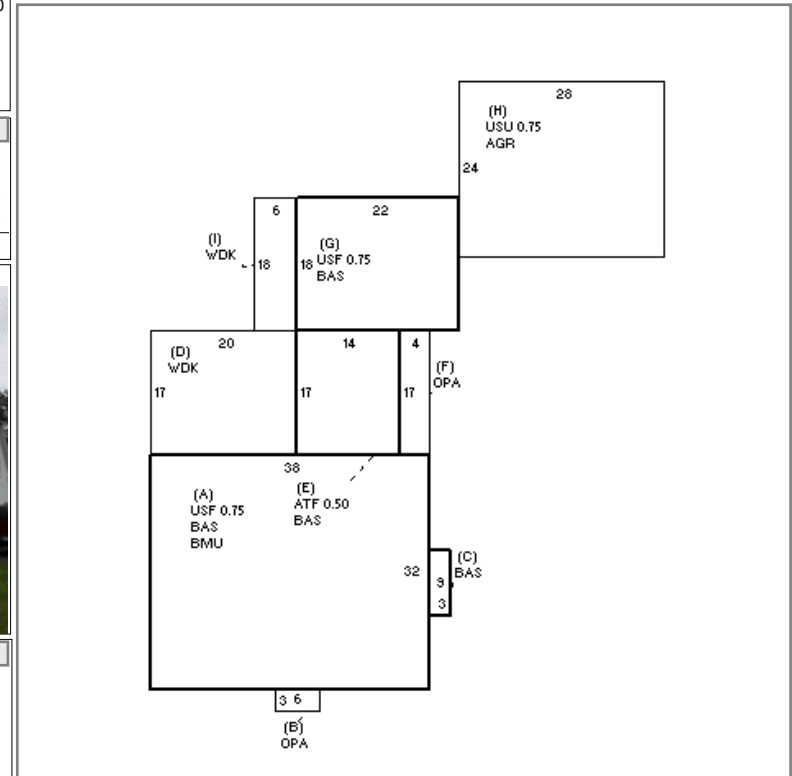 28
(H)
USU 0.75
AGR
24
6
22
(I)
WDK
18
18
(G)
USF 0.75
BAS
20
14
4
(D)
WDK
(F)
OPA
17
17
17
38
(A)
USF 0.75
BAS
BMU
(E)
ATF 0.50
BAS
32
(C)
BAS
9
3
3 6
(B)
OPA